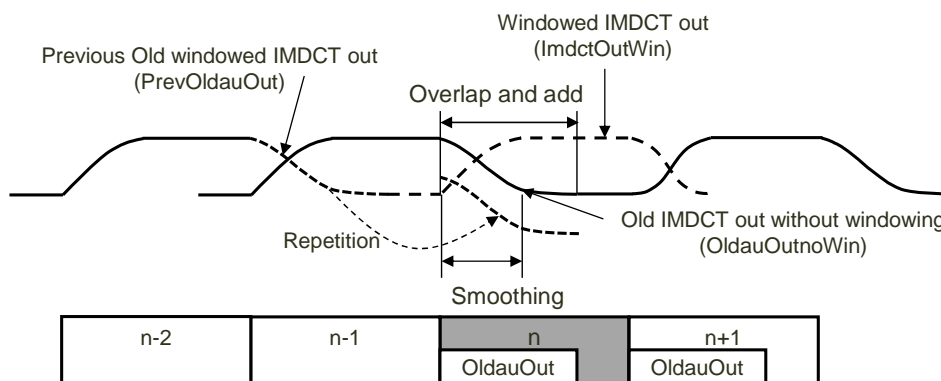 Windowed IMDCT out
(ImdctOutWin)
Previous Old windowed IMDCT out
(PrevOldauOut)
Overlap and add
Old IMDCT out without windowing
(OldauOutnoWin)
Repetition
Smoothing
n-2
n-1
n
n+1
OldauOut
OldauOut